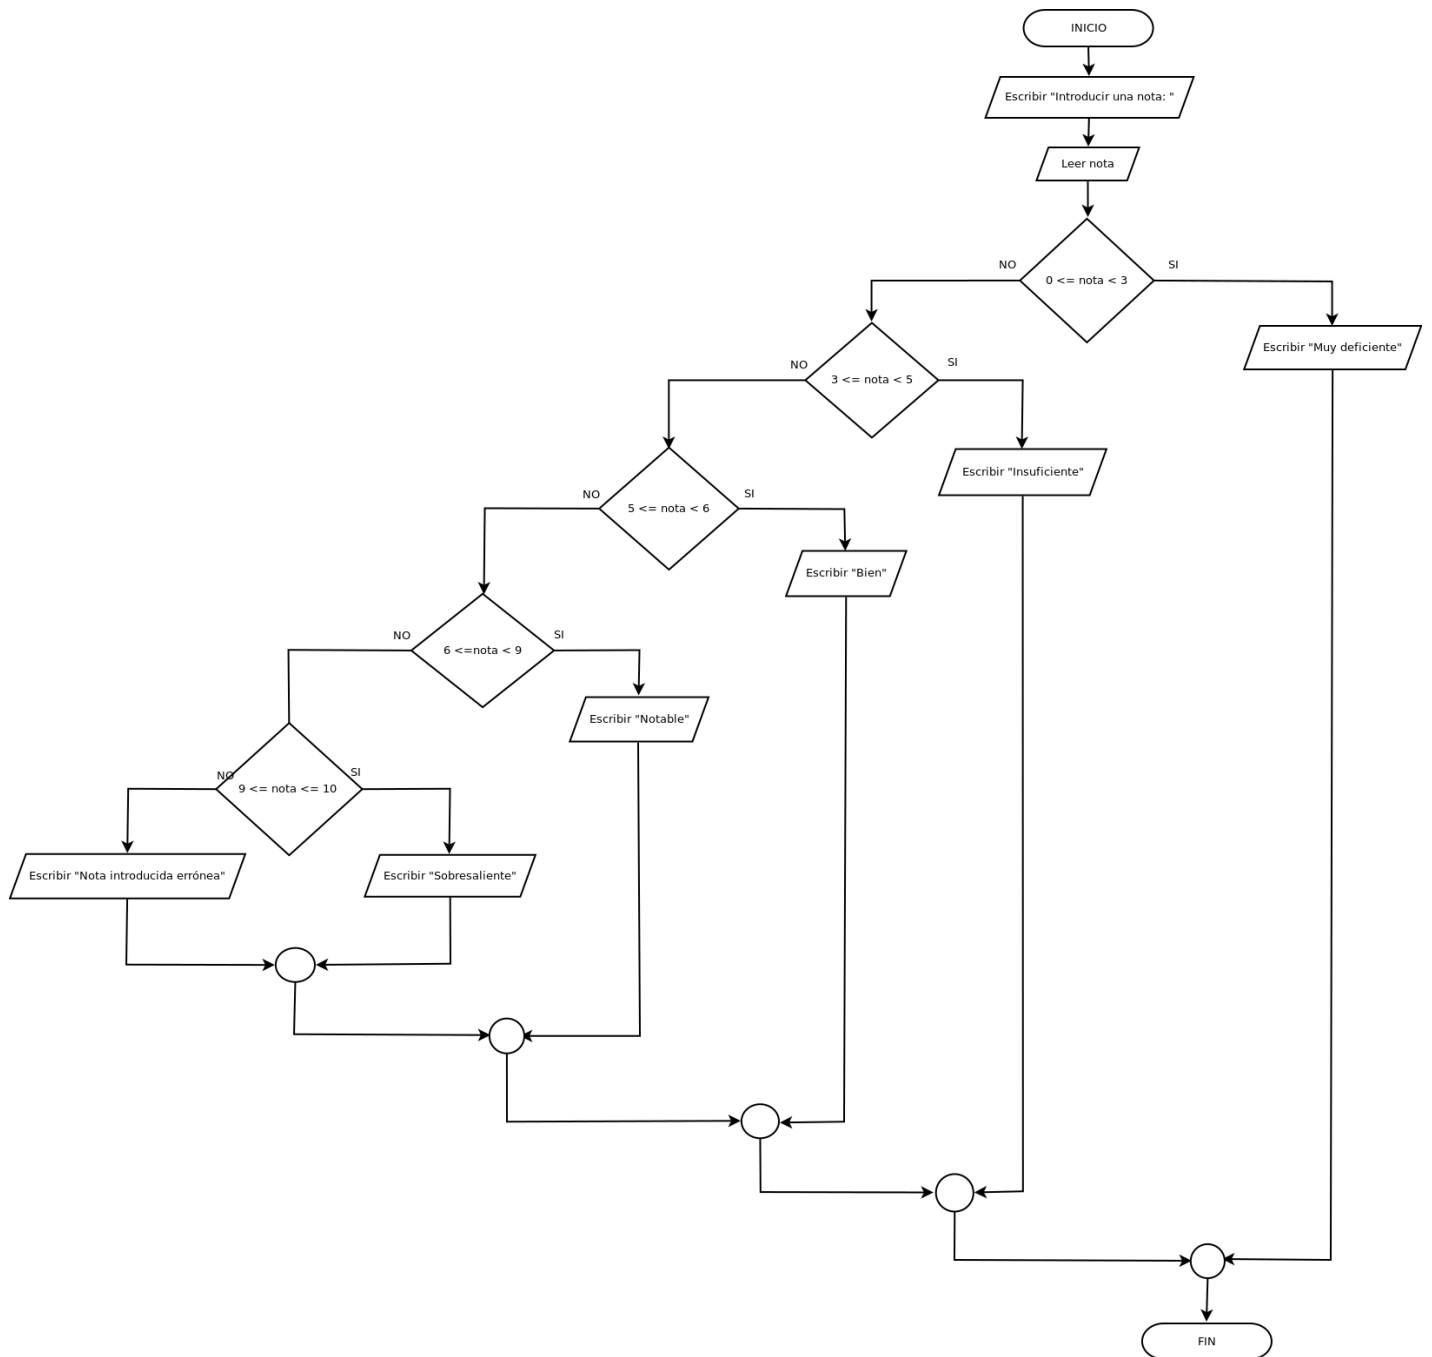 INICIO
Escribir "Introducir una nota: "
Leer nota
NO
SI
0 <= nota < 3
Escribir "Muy deficiente"
NO
SI
3 <= nota < 5
Escribir "Insuficiente"
NO
SI
5 <= nota < 6
Escribir "Bien"
NO
SI
6 <=nota < 9
Escribir "Notable"
NO
SI
9 <= nota <= 10
Escribir "Nota introducida errónea"
Escribir "Sobresaliente"
FIN